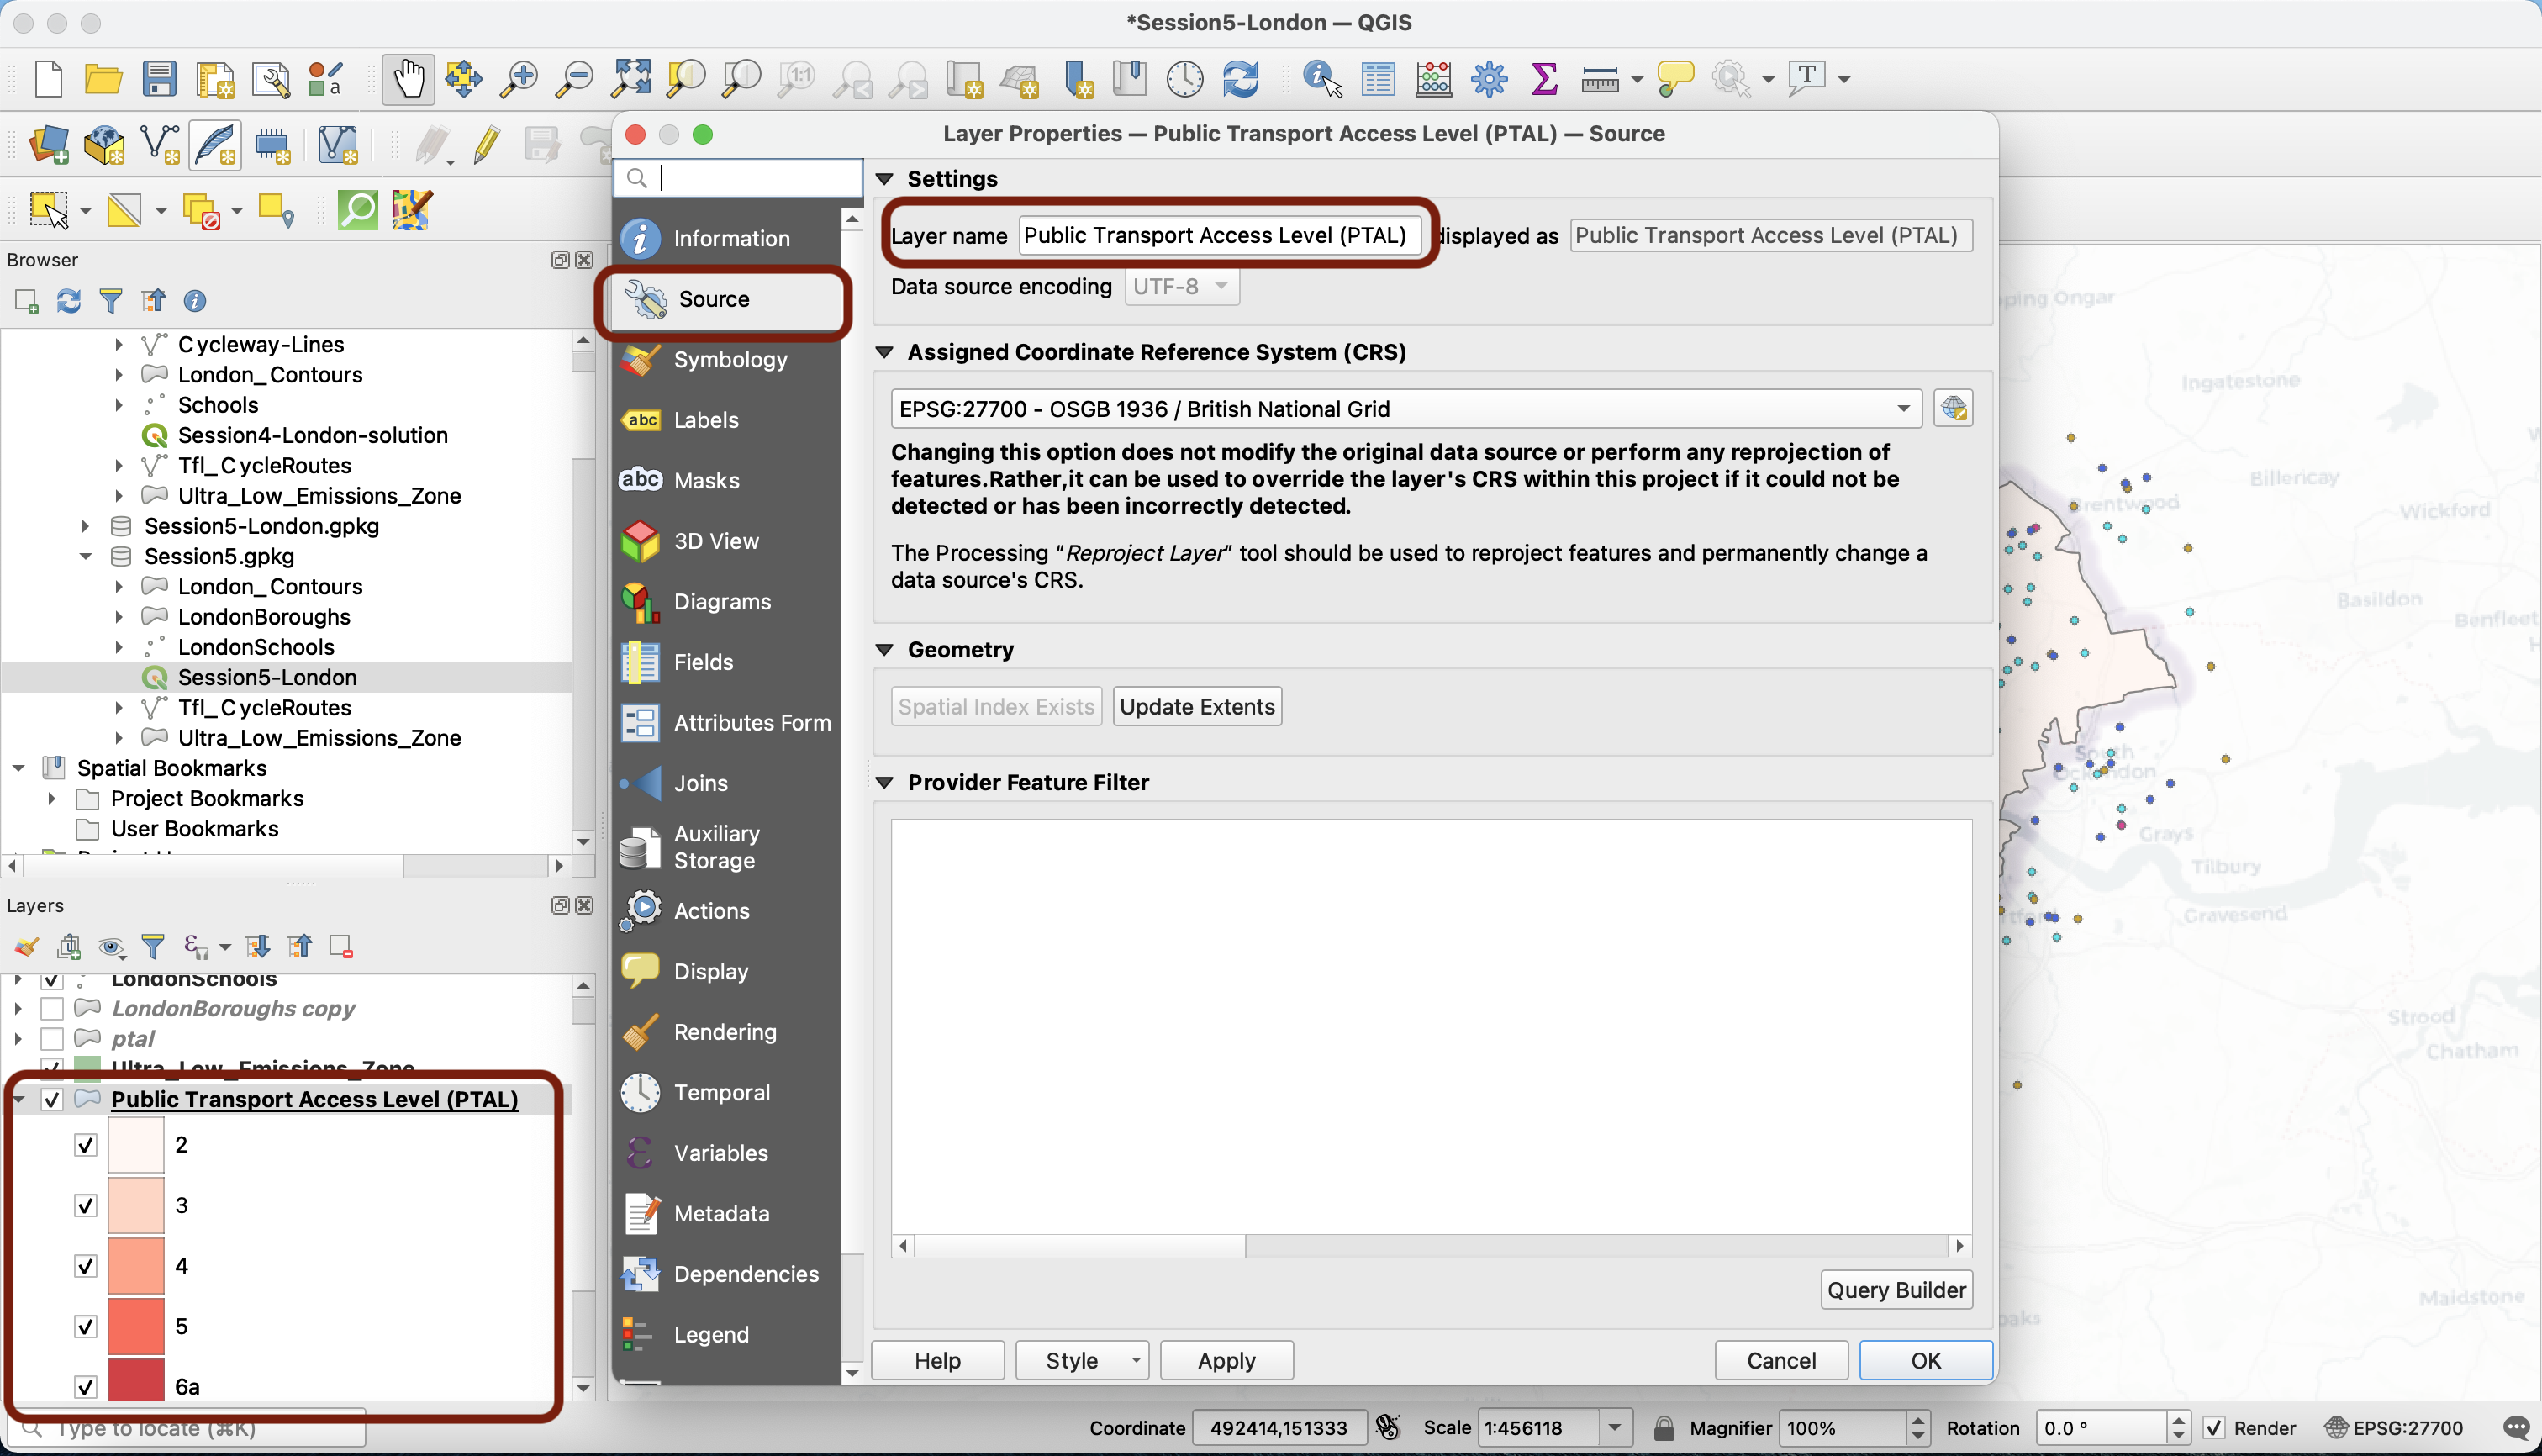 *Session5-London — QGIS
Layer Properties — Public Transport Access Level (PTAL) — Source
Browser
Cycleway-Lines
London_Contours
Schools
Session4-London-solution
Tfl_CycleRoutes
Ultra_Low_Emissions_Zone
Session5-London.gpkg
Session5.gpkg
London_Contours
LondonBoroughs
LondonSchools
Session5-London
Tfl_CycleRoutes
Ultra_Low_Emissions_Zone
Spatial Bookmarks
Project Bookmarks
User Bookmarks
Layers
LondonSchools
LondonBoroughs copy
ptal
Ultra_Low_Emissions_Zone
Public Transport Access Level (PTAL)
2
3
4
5
6a
Type to locate (⌘K)
Information
Source
Symbology
Labels
Masks
3D View
Diagrams
Fields
Attributes Form
Joins
Auxiliary
Storage
Actions
Display
Rendering
Temporal
Variables
Metadata
Dependencies
Legend
Settings
Layer name Public Transport Access Level (PTAL) displayed as Public Transport Access Level (PTAL)
Data source encoding UTF-8
Assigned Coordinate Reference System (CRS)
EPSG:27700 - OSGB 1936 / British National Grid
Changing this option does not modify the original data source or perform any reprojection of
features.Rather,it can be used to override the layer's CRS within this project if it could not be
detected or has been incorrectly detected.
The Processing “Reproject Layer” tool should be used to reproject features and permanently change a
data source's CRS.
Geometry
Spatial Index Exists Update Extents
Provider Feature Filter
Query Builder
Help Style Apply Cancel OK
Ingatestone
Billericay
Brentwood
Wickford
Basildon
Benfleet
South
Ockendon
Grays
Tilbury
Gravesend
Strood
Chatham
Maidstone
Coordinate 492414,151333 Scale 1:456118 Magnifier 100% Rotation 0.0 ° Render EPSG:27700